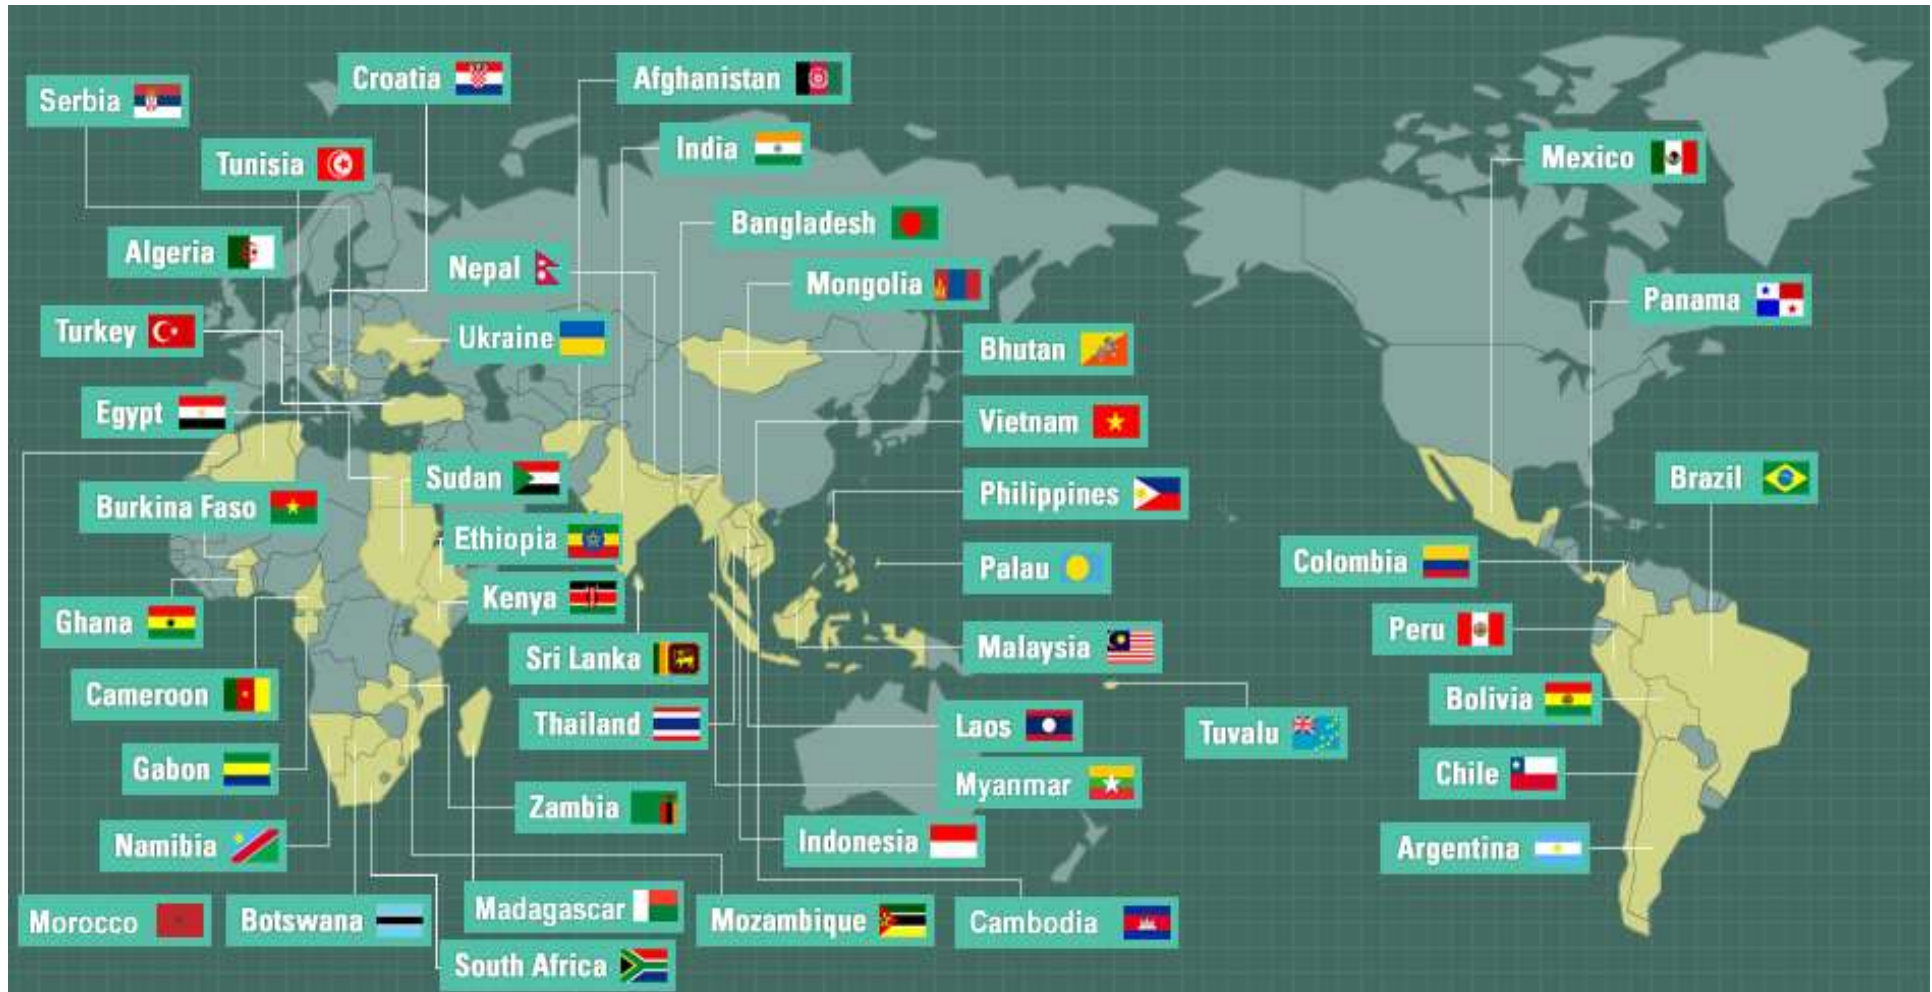 Croatia
Afghanistan
Serbia
India
Tunisia
Mexico
Bangladesh
Algeria
Nepal
Mongolia
Panama
Turkey
Ukraine
Bhutan
Egypt
Vietnam
Sudan
Brazil
Burkina Faso
Philippines
Ethiopia
Colombia
Palau
Kenya
Ghana
Peru
Sri Lanka
Malaysia
Cameroon
Bolivia
Thailand
Laos
Tuvalu
Gabon
Chile
Myanmar
Zambia
Namibia
Indonesia
Argentina
Morocco
Botswana
Madagascar
Mozambique
Cambodia
South Africa